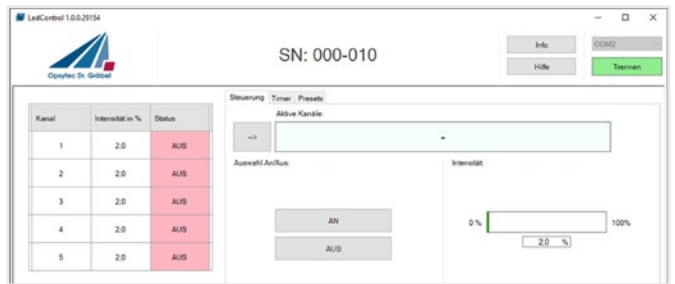 LedControl 1.0.0.29154
Opsytec Dr. Gröbel
SN: 000-010
Info
COM2
Hilfe
Trennen
Kanal Intensität in % Status
1 2,0 AUS
2 2,0 AUS
3 2,0 AUS
4 2,0 AUS
5 2,0 AUS
Steuerung Timer Presets
Aktive Kanäle:
--> -
Auswahl An/Aus:
AN
AUS
Intensität:
0 % 100%
2,0 %